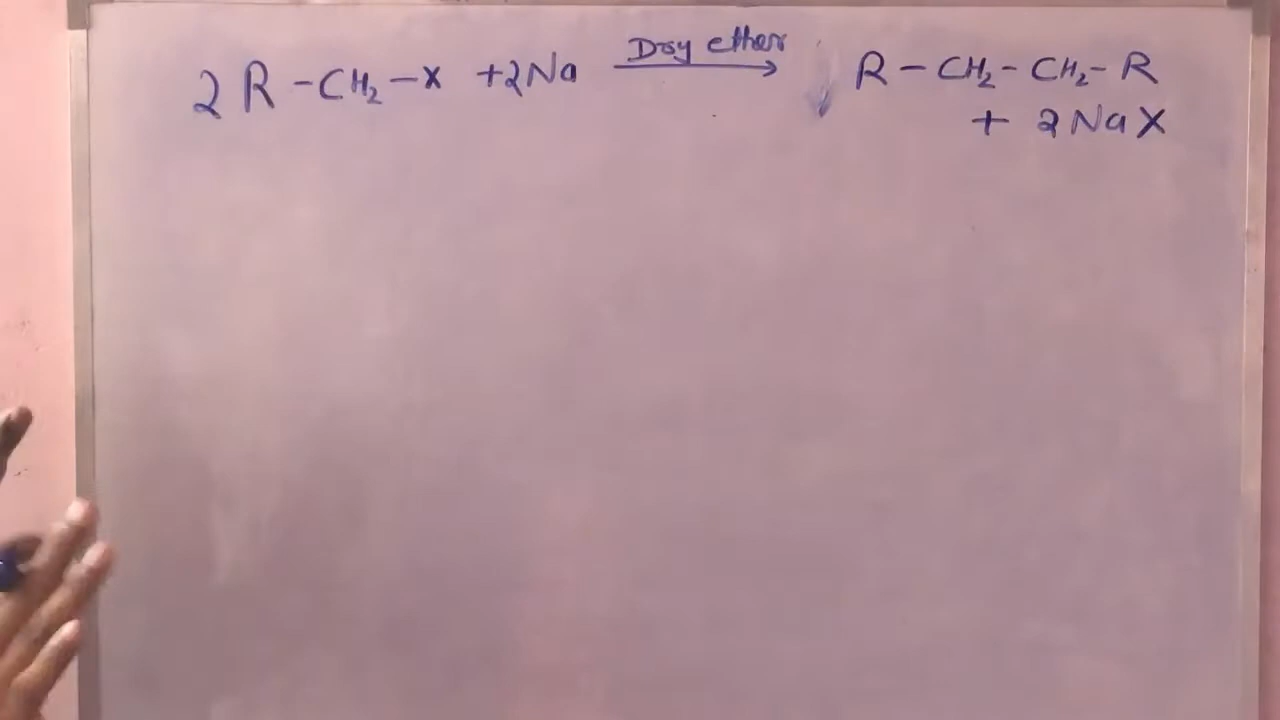 2 R - CH₂ - X + 2Na Dry ether → R - CH₂ - CH₂ - R
+ 2NaX